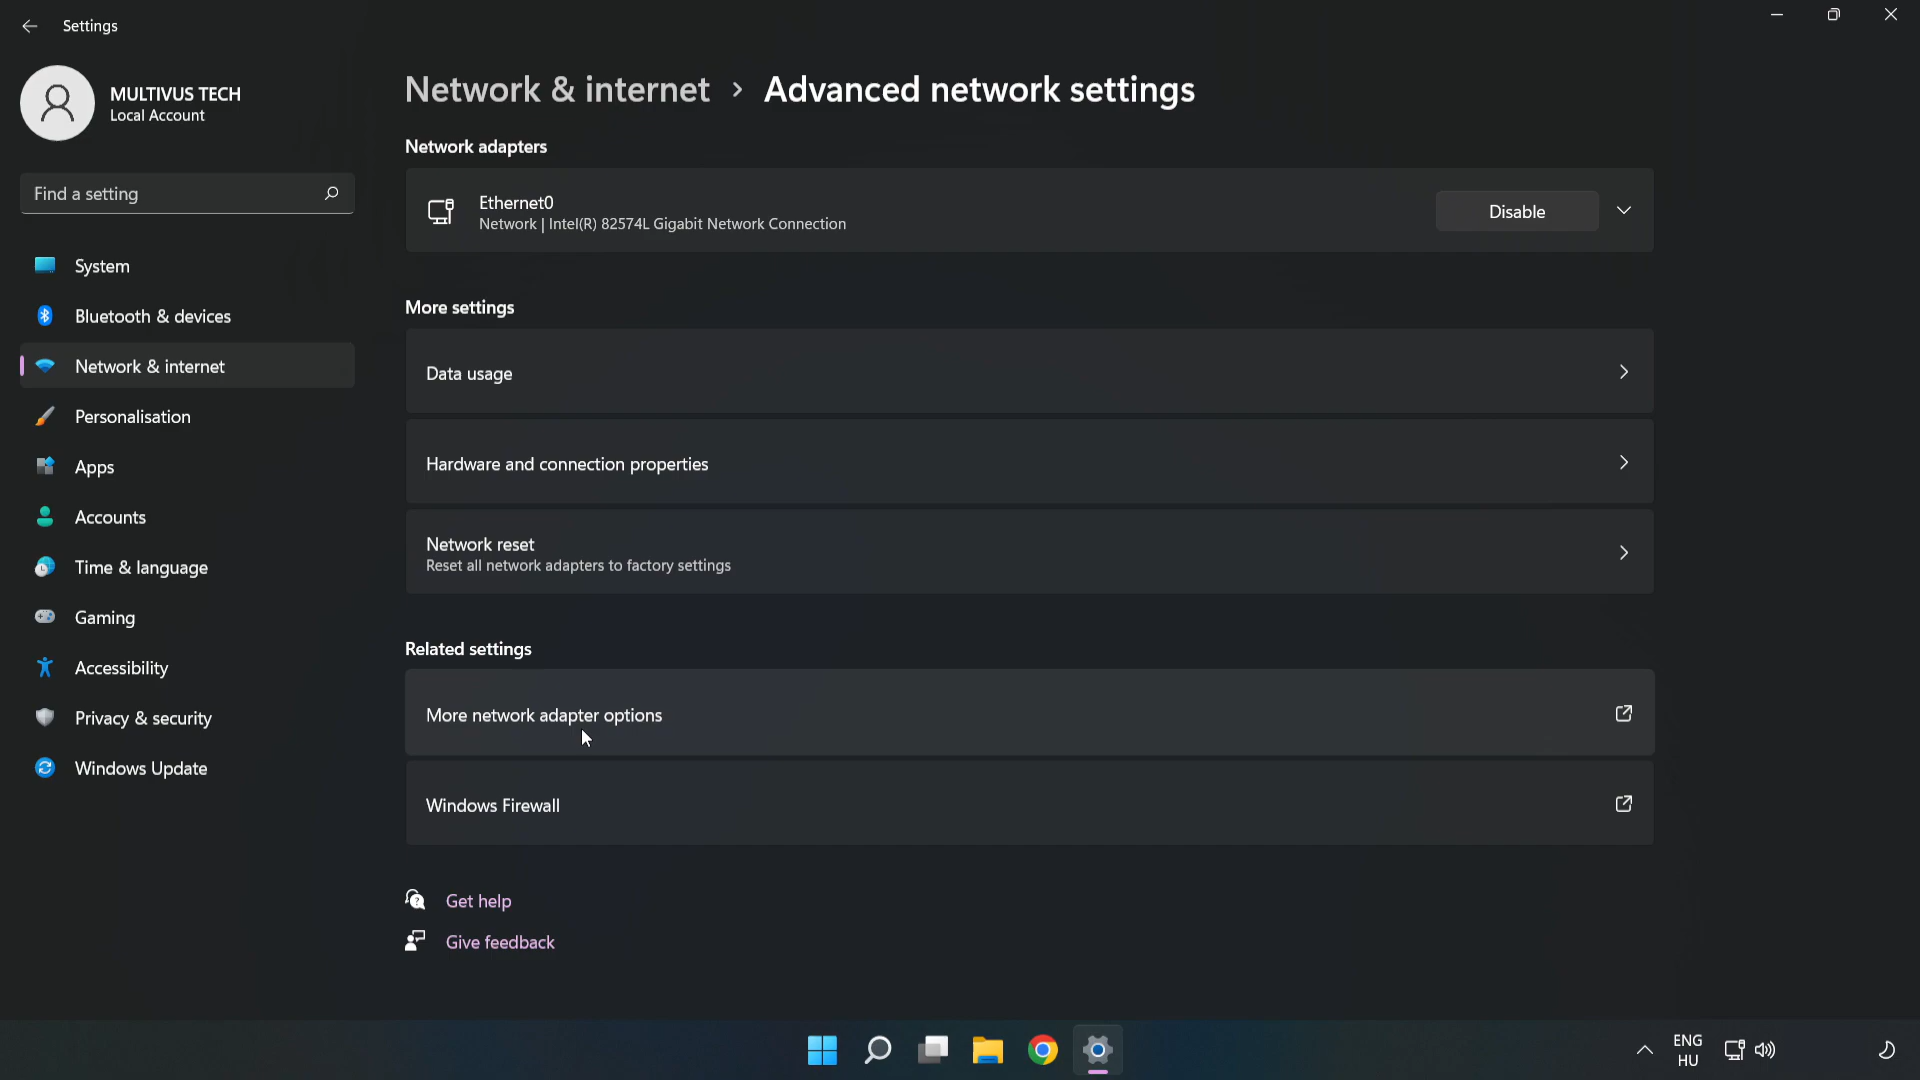 Settings
MULTIVUS TECH
Local Account
Find a setting
System
Bluetooth & devices
Network & internet
Personalisation
Apps
Accounts
Time & language
Gaming
Accessibility
Privacy & security
Windows Update
Network & internet > Advanced network settings
Network adapters
Ethernet0
Network | Intel(R) 82574L Gigabit Network Connection
Disable
More settings
Data usage
Hardware and connection properties
Network reset
Reset all network adapters to factory settings
Related settings
More network adapter options
Windows Firewall
Get help
Give feedback
ENG
HU